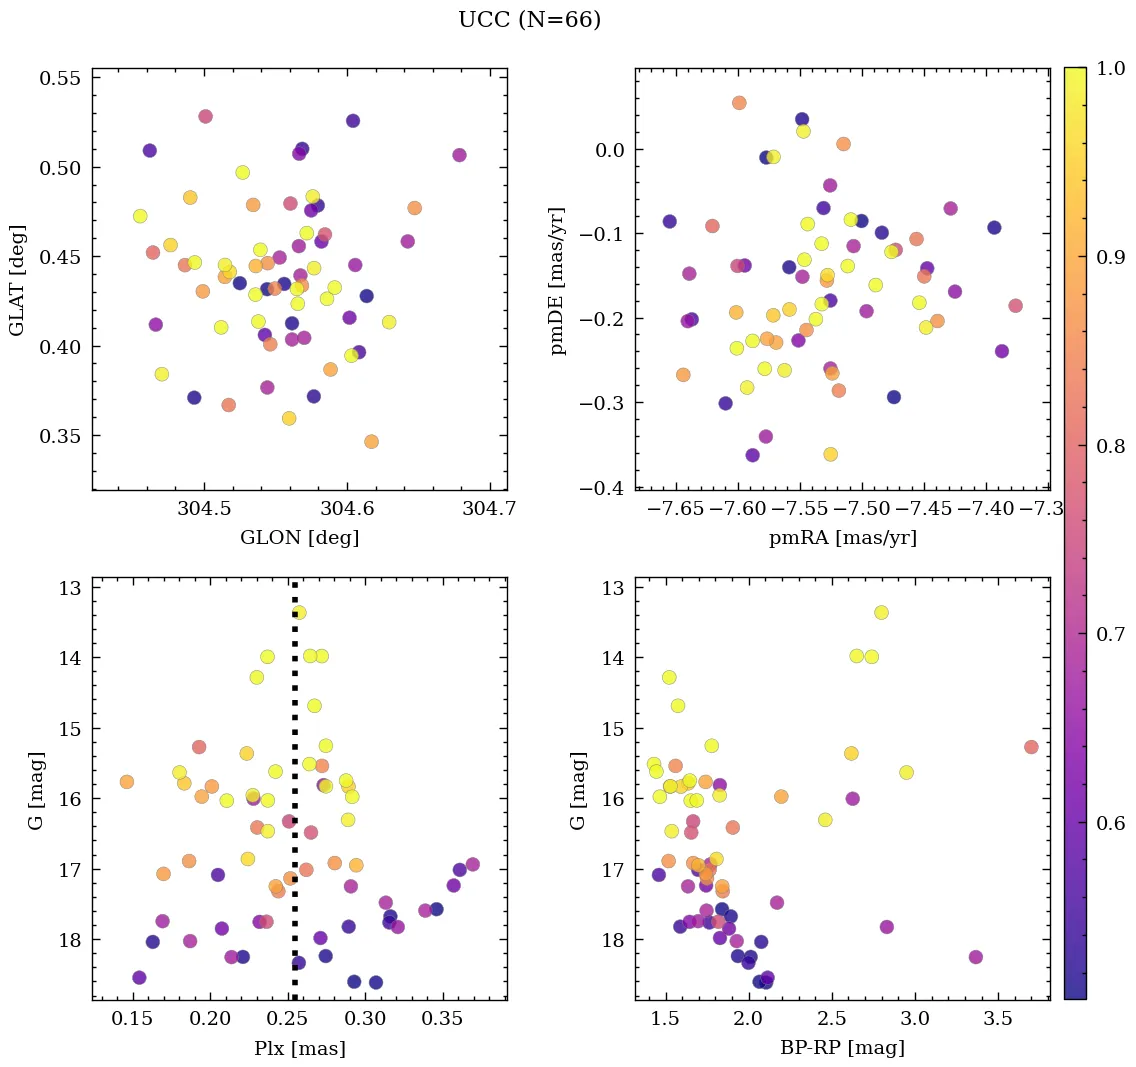 UCC (N=66)
0.55
0.50
0.45
0.40
0.35
GLAT [deg]
304.5 304.6 304.7
GLON [deg]
0.0
−0.1
−0.2
−0.3
−0.4
pmDE [mas/yr]
−7.65 −7.60 −7.55 −7.50 −7.45 −7.40 −7.3
pmRA [mas/yr]
1.0
0.9
0.8
0.7
0.6
13
14
15
16
17
18
G [mag]
0.15 0.20 0.25 0.30 0.35
Plx [mas]
13
14
15
16
17
18
G [mag]
1.5 2.0 2.5 3.0 3.5
BP-RP [mag]